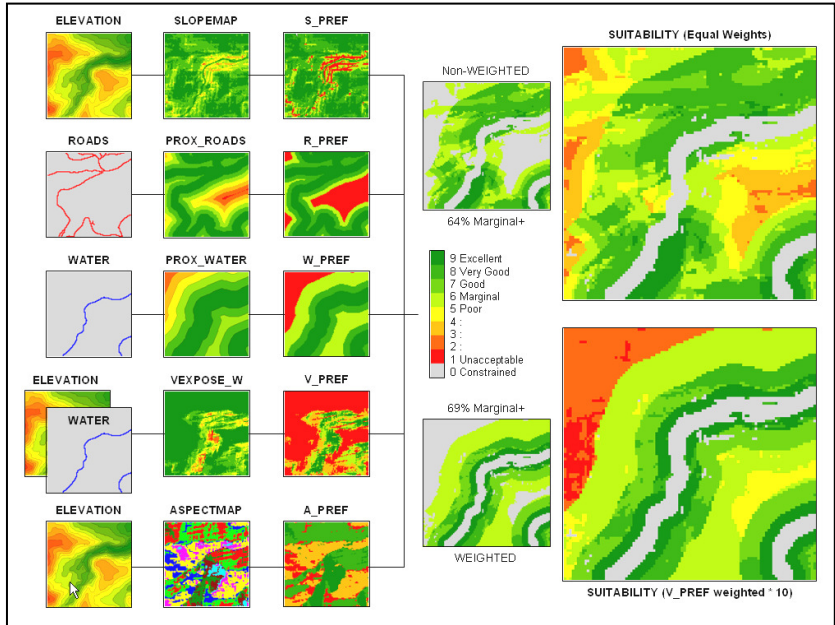 ELEVATION SLOPEMAP S_PREF
ROADS PROX_ROADS R_PREF
WATER PROX_WATER W_PREF
ELEVATION VEXPOSE_W V_PREF
WATER
ELEVATION ASPECTMAP A_PREF
Non-WEIGHTED
64% Marginal+
9 Excellent
8 Very Good
7 Good
6 Marginal
5 Poor
4 :
3 :
2 :
1 Unacceptable
0 Constrained
69% Marginal+
WEIGHTED
SUITABILITY (Equal Weights)
SUITABILITY (V_PREF weighted * 10)